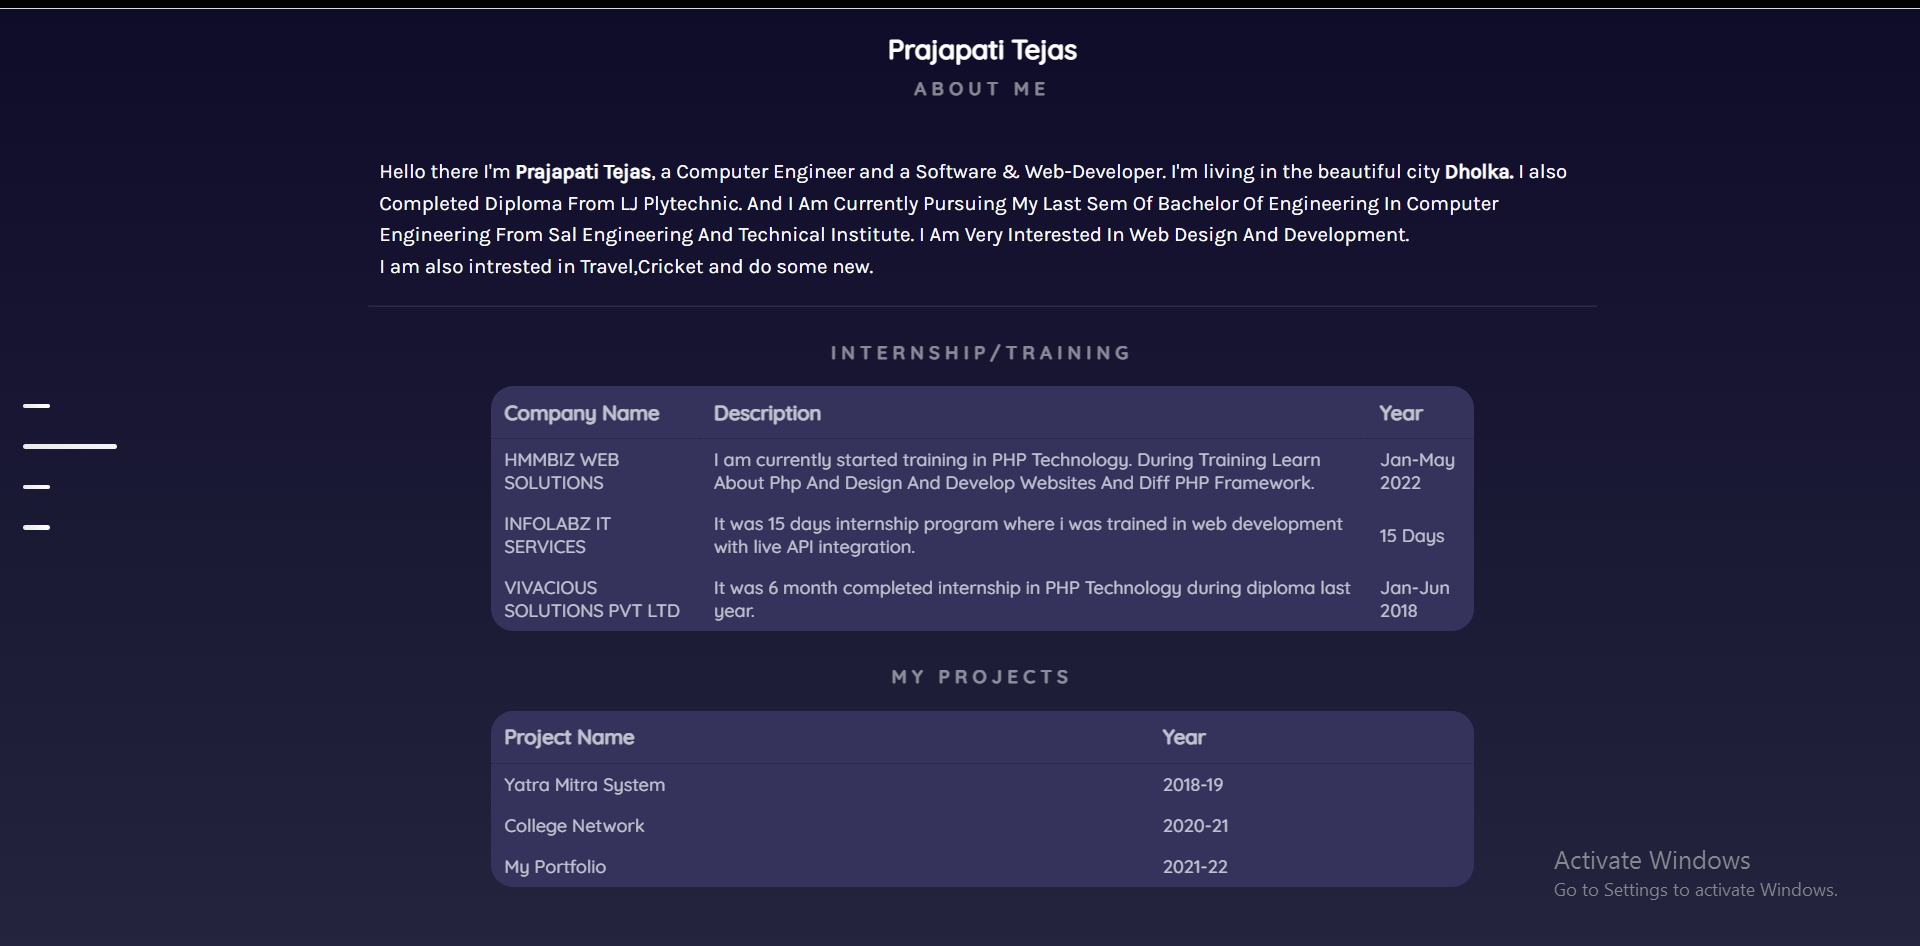 Prajapati Tejas
ABOUT ME
Hello there I'm Prajapati Tejas, a Computer Engineer and a Software & Web-Developer. I'm living in the beautiful city Dholka. I also
Completed Diploma From LJ Plytechnic. And I Am Currently Pursuing My Last Sem Of Bachelor Of Engineering In Computer
Engineering From Sal Engineering And Technical Institute. I Am Very Interested In Web Design And Development.
I am also intrested in Travel,Cricket and do some new.
INTERNSHIP/TRAINING
Company Name Description Year
HMMBIZ WEB I am currently started training in PHP Technology. During Training Learn Jan-May
SOLUTIONS About Php And Design And Develop Websites And Diff PHP Framework. 2022
INFOLABZ IT It was 15 days internship program where i was trained in web development
SERVICES with live API integration. 15 Days
VIVACIOUS It was 6 month completed internship in PHP Technology during diploma last Jan-Jun
SOLUTIONS PVT LTD year. 2018
MY PROJECTS
Project Name Year
Yatra Mitra System 2018-19
College Network 2020-21
My Portfolio 2021-22
Activate Windows
Go to Settings to activate Windows.